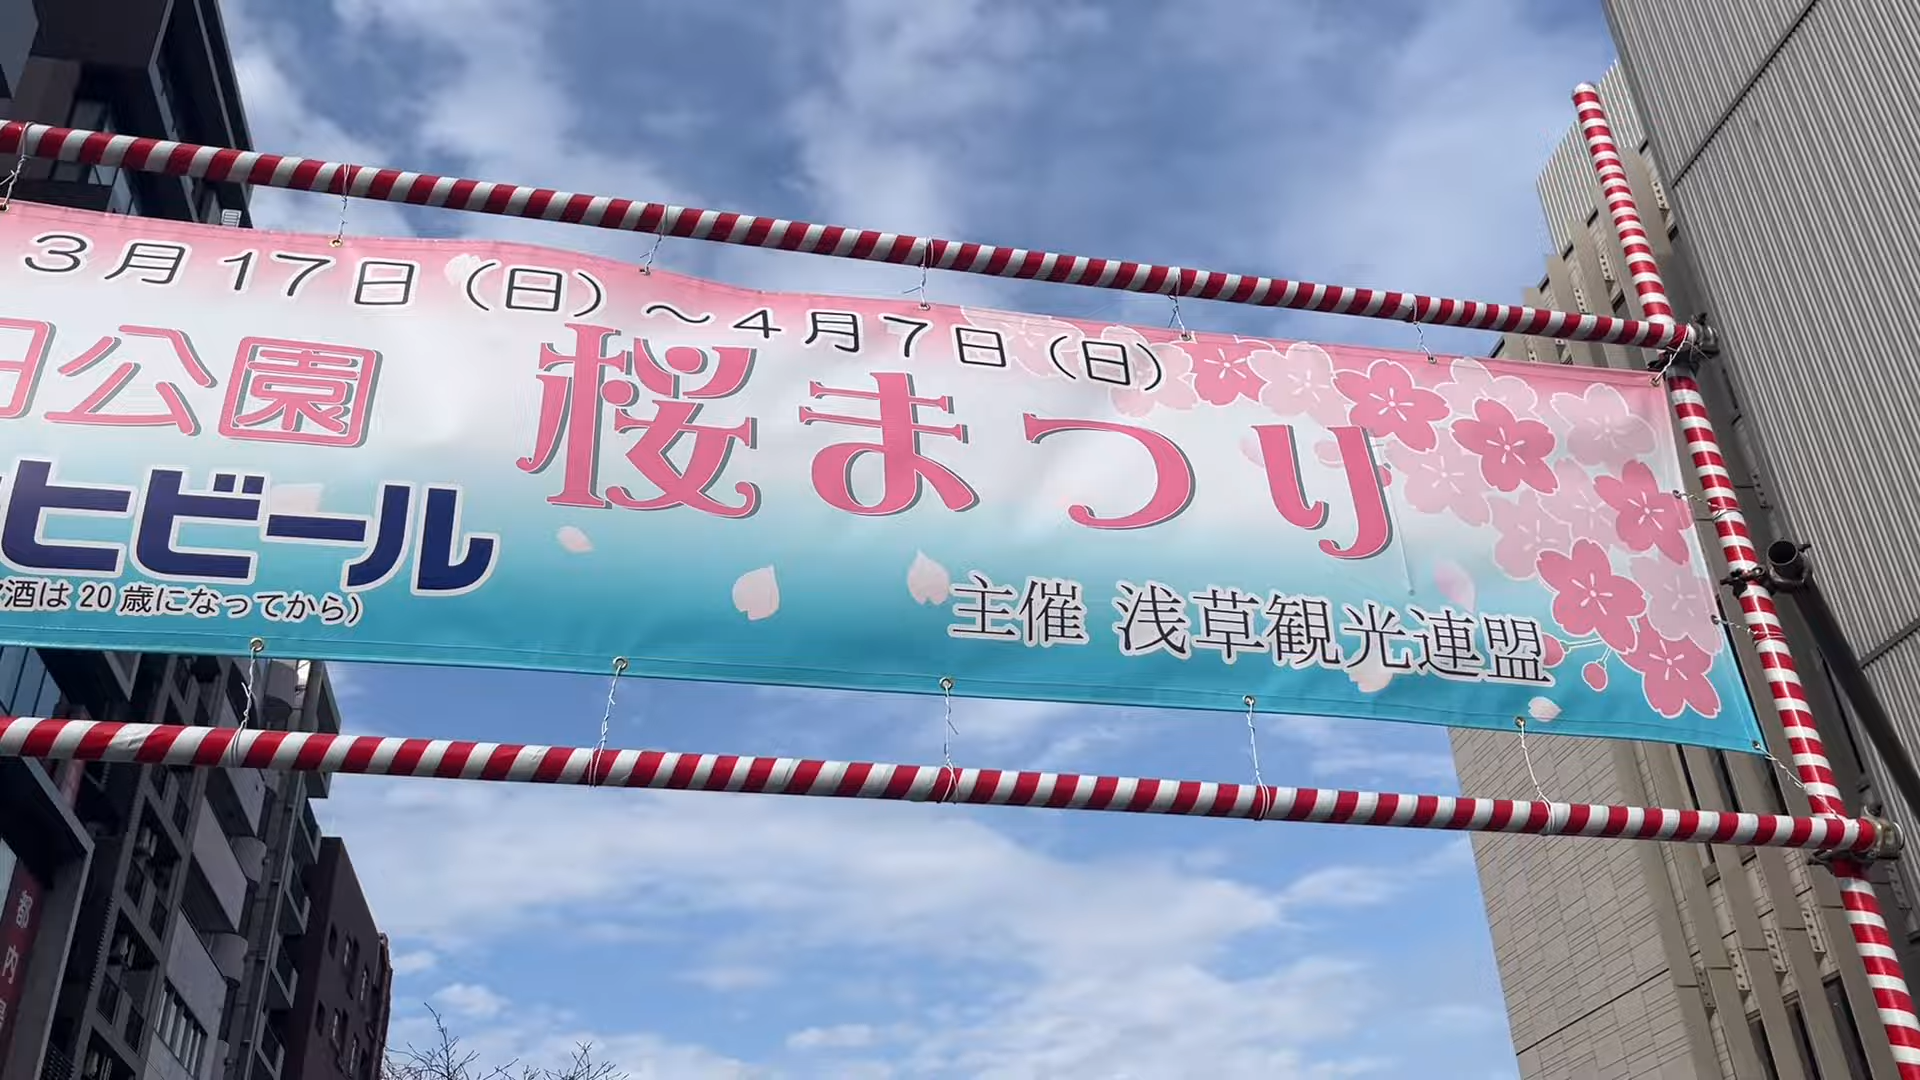 3月17日(日)～4月7日(日)
田公園 桜まつり
ヒビール
酒は20歳になってから)
主催 浅草観光連盟